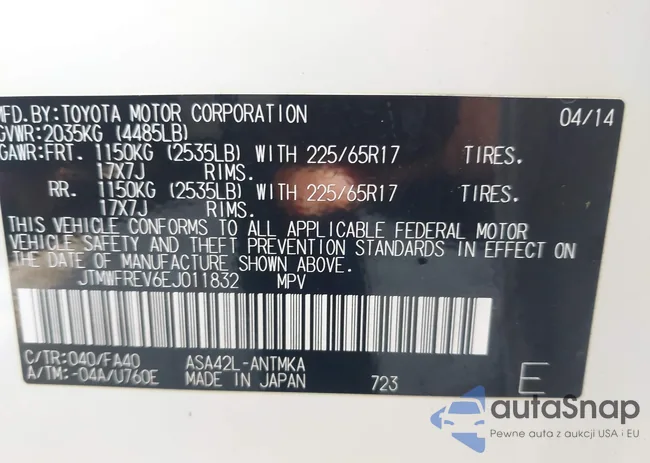 MFD.BY:TOYOTA MOTOR CORPORATION 04/14
GVWR:2035KG (4485LB)
GAWR:FRT. 1150KG (2535LB) WITH 225/65R17 TIRES.
17X7J RIMS.
RR. 1150KG (2535LB) WITH 225/65R17 TIRES.
17X7J RIMS.
THIS VEHICLE CONFORMS TO ALL APPLICABLE FEDERAL MOTOR
VEHICLE SAFETY AND THEFT PREVENTION STANDARDS IN EFFECT ON
THE DATE OF MANUFACTURE SHOWN ABOVE.
JTMWFREV6EJ011832 MPV
C/TR:040/FA40 ASA42L-ANTMKA
A/TM:-04A/U760E MADE IN JAPAN 723 E
autaSnap
Pewne auta z aukcji USA i EU